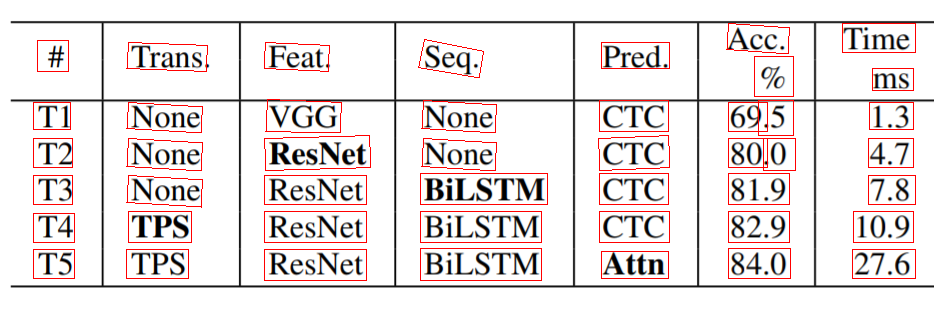 # Trans. Feat. Seq. Pred. Acc. % Time ms
T1 None VGG None CTC 69.5 1.3
T2 None ResNet None CTC 80.0 4.7
T3 None ResNet BiLSTM CTC 81.9 7.8
T4 TPS ResNet BiLSTM CTC 82.9 10.9
T5 TPS ResNet BiLSTM Attn 84.0 27.6